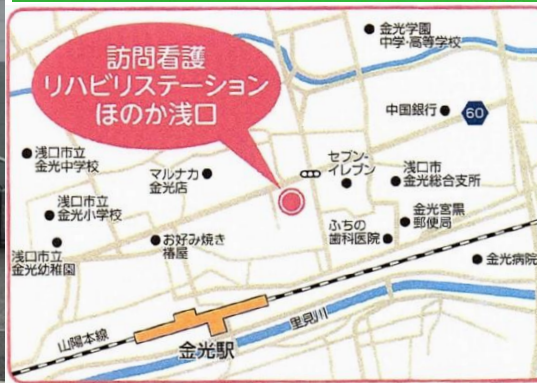 訪問看護
リハビリステーション
ほのか浅口
金光学園
中学・高等学校
中国銀行
60
浅口市立
金光中学校
マルナカ
金光店
セブン-
イレブン
浅口市
金光総合支所
浅口市立
金光小学校
金光宮黒
郵便局
お好み焼き
椿屋
ふちの
歯科医院
浅口市立
金光幼稚園
金光病院
山陽本線
里見川
金光駅